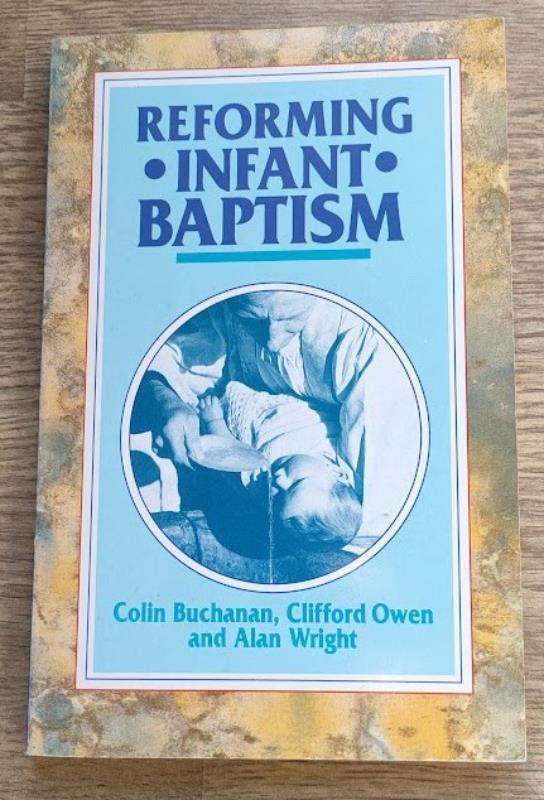 REFORMING
•INFANT•
BAPTISM
Colin Buchanan, Clifford Owen
and Alan Wright